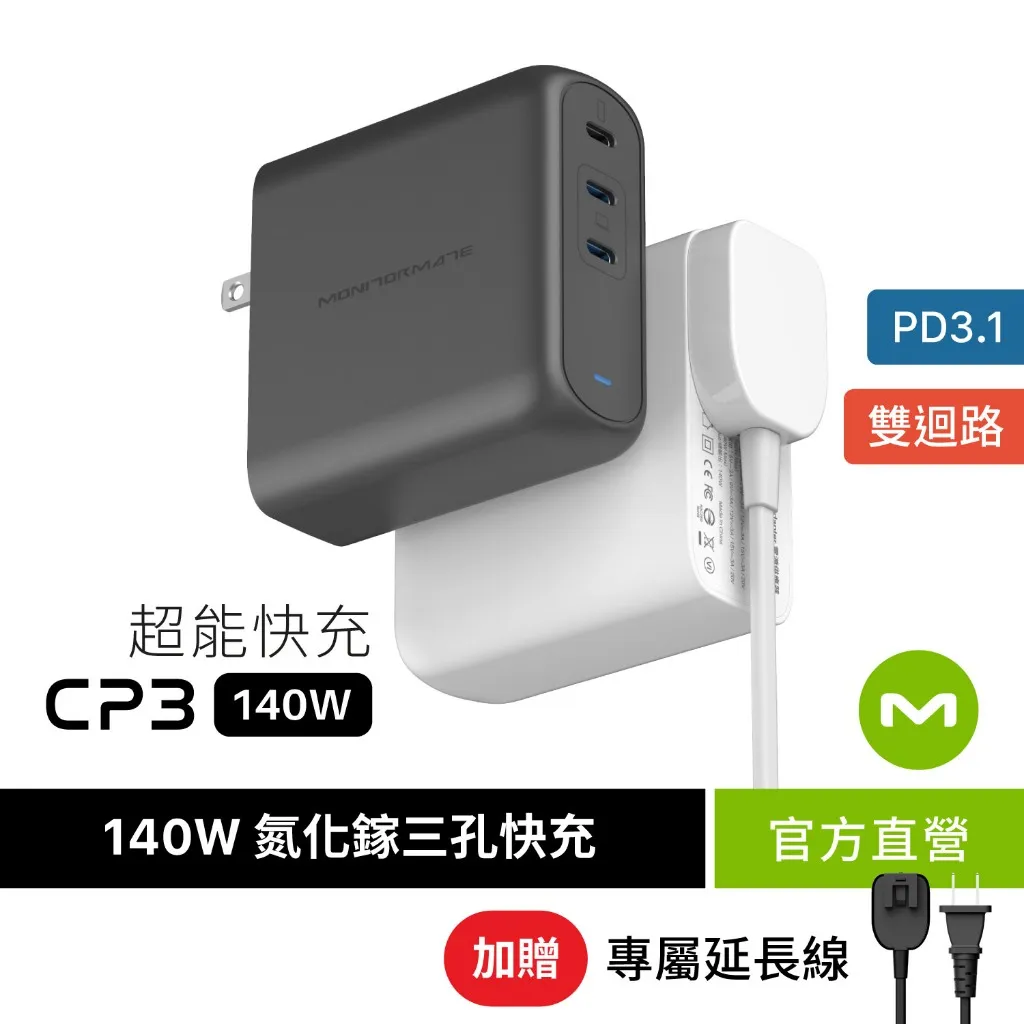 MONITORMATE
PD3.1
雙迴路
超能快充
CP3 140W
140W 氮化鎵三孔快充
官方直營
加贈 專屬延長線